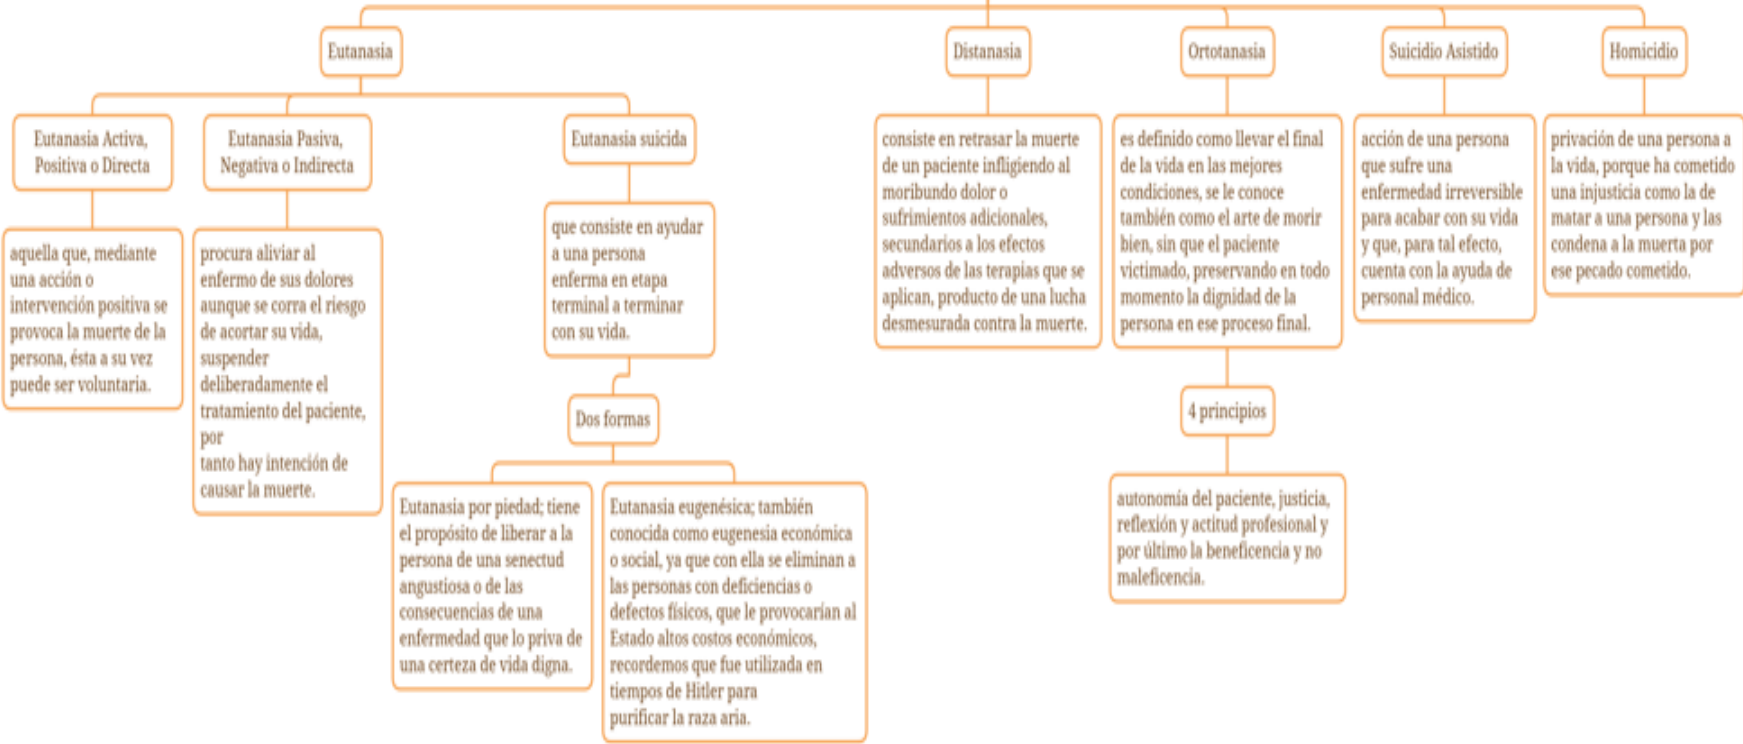 Eutanasia
Eutanasia Activa,
Positiva o Directa
aquella que, mediante
una acción o
intervención positiva se
provoca la muerte de la
persona, ésta a su vez
puede ser voluntaria.
Eutanasia Pasiva,
Negativa o Indirecta
procura aliviar al
enfermo de sus dolores
aunque se corra el riesgo
de acortar su vida,
suspender
deliberadamente el
tratamiento del paciente,
por
tanto hay intención de
causar la muerte.
Eutanasia suicida
que consiste en ayudar
a una persona
enferma en etapa
terminal a terminar
con su vida.
Dos formas
Eutanasia por piedad; tiene
el propósito de liberar a la
persona de una senectud
angustiosa o de las
consecuencias de una
enfermedad que lo priva de
una certeza de vida digna.
Eutanasia eugenésica; también
conocida como eugenesia económica
o social, ya que con ella se eliminan a
las personas con deficiencias o
defectos físicos, que le provocarían al
Estado altos costos económicos,
recordemos que fue utilizada en
tiempos de Hitler para
purificar la raza aria.
Distanasia
consiste en retrasar la muerte
de un paciente infligiendo al
moribundo dolor o
sufrimientos adicionales,
secundarios a los efectos
adversos de las terapias que se
aplican, producto de una lucha
desmesurada contra la muerte.
Ortotanasia
es definido como llevar el final
de la vida en las mejores
condiciones, se le conoce
también como el arte de morir
bien, sin que el paciente
victimado, preservando en todo
momento la dignidad de la
persona en ese proceso final.
4 principios
autonomía del paciente, justicia,
reflexión y actitud profesional y
por último la beneficencia y no
maleficencia.
Suicidio Asistido
acción de una persona
que sufre una
enfermedad irreversible
para acabar con su vida
y que, para tal efecto,
cuenta con la ayuda de
personal médico.
Homicidio
privación de una persona a
la vida, porque ha cometido
una injusticia como la de
matar a una persona y las
condena a la muerta por
ese pecado cometido.